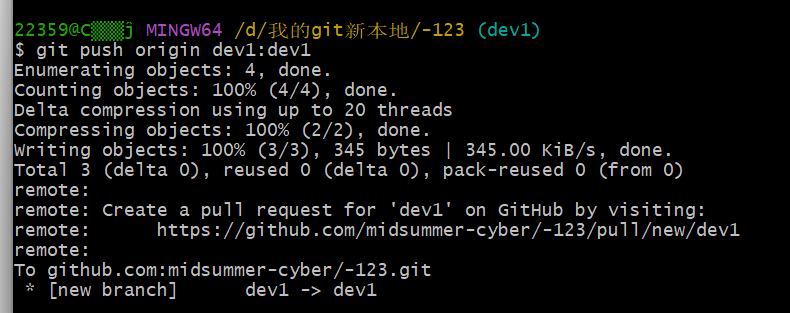 22359@C▒▒▒j MINGW64 /d/我的git新本地/-123 (dev1)
$ git push origin dev1:dev1
Enumerating objects: 4, done.
Counting objects: 100% (4/4), done.
Delta compression using up to 20 threads
Compressing objects: 100% (2/2), done.
Writing objects: 100% (3/3), 345 bytes | 345.00 KiB/s, done.
Total 3 (delta 0), reused 0 (delta 0), pack-reused 0 (from 0)
remote:
remote: Create a pull request for 'dev1' on GitHub by visiting:
remote:      https://github.com/midsummer-cyber/-123/pull/new/dev1
remote:
To github.com:midsummer-cyber/-123.git
 * [new branch]      dev1 -> dev1